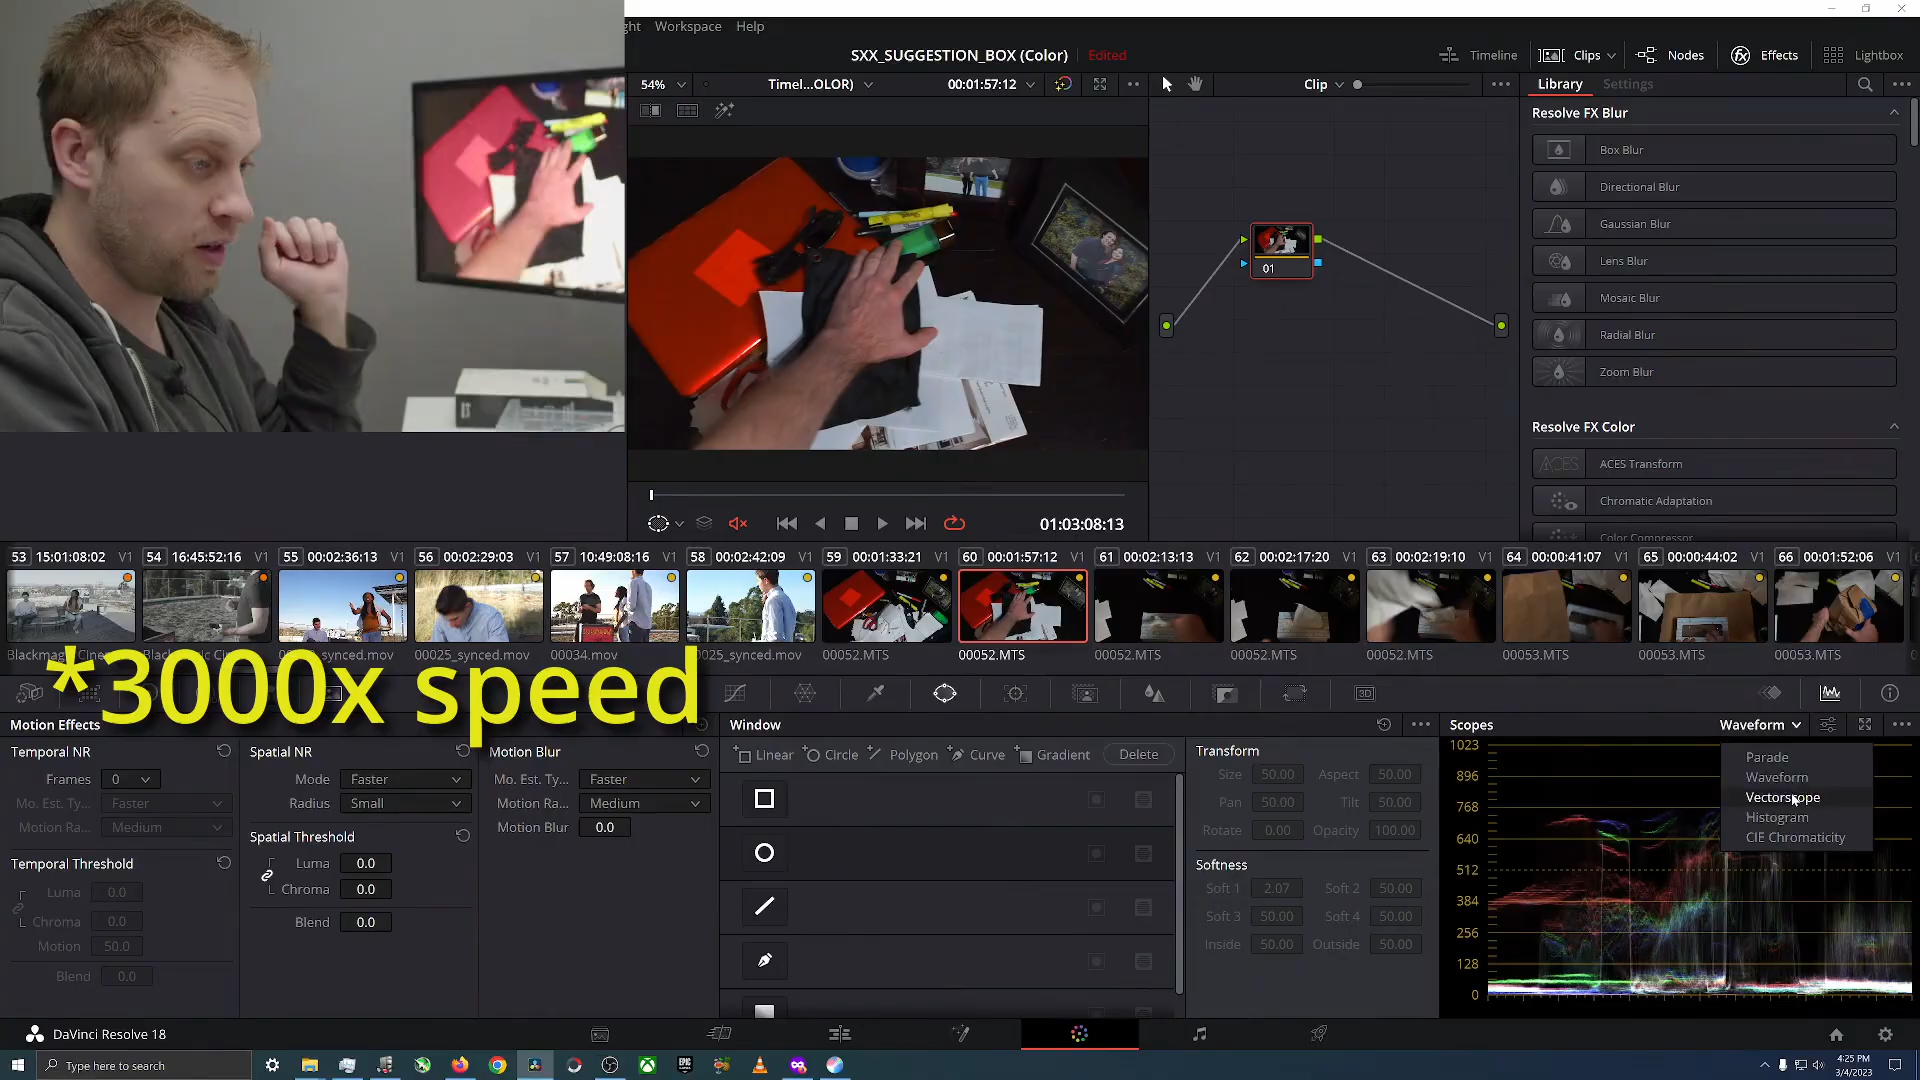 ght Workspace Help
SXX_SUGGESTION_BOX (Color) Edited
Timeline Clips Nodes Effects Lightbox
54% Timel...OLOR) 00:01:57:12
Clip
Library Settings
Resolve FX Blur
Box Blur
Directional Blur
Gaussian Blur
Lens Blur
Mosaic Blur
Radial Blur
Zoom Blur
Resolve FX Color
ACES ACES Transform
Chromatic Adaptation
Color Compressor
01
01:03:08:13
53 15:01:08:02 V1 54 16:45:52:16 V1 55 00:02:36:13 V1 56 00:02:29:03 V1 57 10:49:08:16 V1 58 00:02:42:09 V1 59 00:01:33:21 V1 60 00:01:57:12 V1 61 00:02:13:13 V1 62 00:02:17:20 V1 63 00:02:19:10 V1 64 00:00:41:07 V1 65 00:00:44:02 V1 66 00:01:52:06 V1
Blackmagic Cinem 00025_synced.mov 00034.mov 00025_synced.mov 00052.MTS 00052.MTS 00052.MTS 00052.MTS 00052.MTS 00053.MTS 00053.MTS 00053.MTS
*3000x speed
3D
Motion Effects
Temporal NR
Frames 0
Mo. Est. Ty... Faster
Motion Ra... Medium
Temporal Threshold
Luma 0.0
Chroma 0.0
Motion 50.0
Blend 0.0
Spatial NR
Mode Faster
Radius Small
Spatial Threshold
Luma 0.0
Chroma 0.0
Blend 0.0
Motion Blur
Mo. Est. Ty... Faster
Motion Ra... Medium
Motion Blur 0.0
Window
Linear Circle Polygon Curve Gradient Delete
Transform
Size 50.00 Aspect 50.00
Pan 50.00 Tilt 50.00
Rotate 0.00 Opacity 100.00
Softness
Soft 1 2.07 Soft 2 50.00
Soft 3 50.00 Soft 4 50.00
Inside 50.00 Outside 50.00
Scopes Waveform
Parade
Waveform
Vectorscope
Histogram
CIE Chromaticity
1023
896
768
640
512
384
256
128
0
DaVinci Resolve 18
Type here to search
EPIC
4:25 PM
3/4/2023